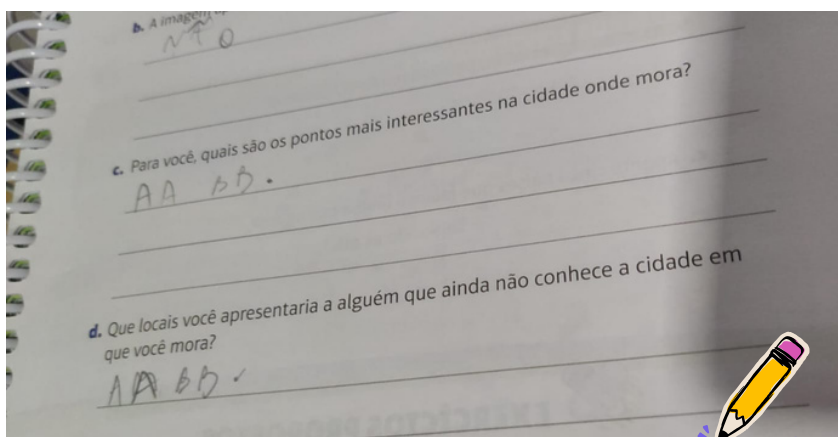 b. A imagem
NÃO
c. Para você, quais são os pontos mais interessantes na cidade onde mora?
AA BB.
d. Que locais você apresentaria a alguém que ainda não conhece a cidade em
que você mora?
AA BB.